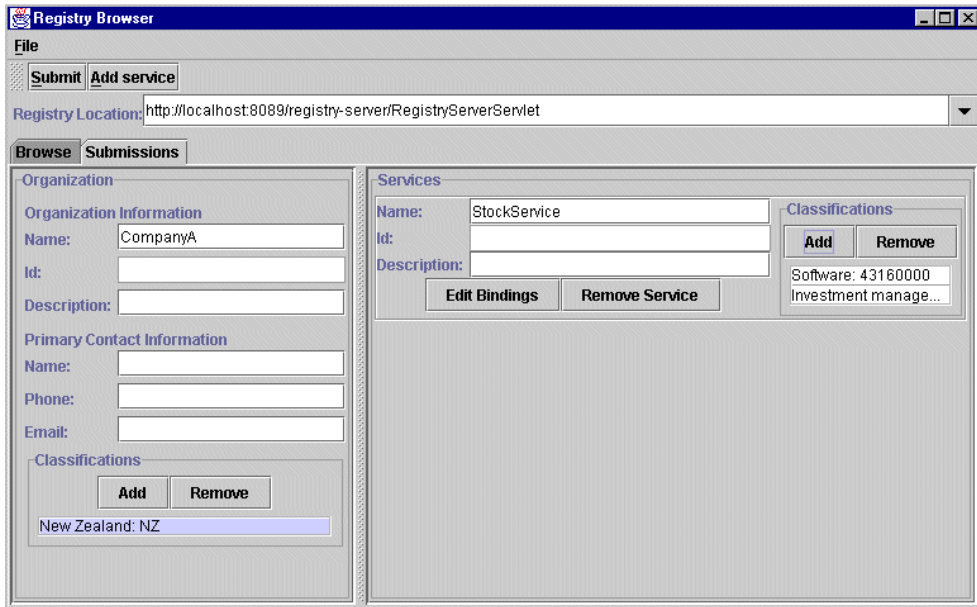 Registry Browser
File
Submit Add service
Registry Location: http://localhost:8089/registry-server/RegistryServerServlet
Browse Submissions
Organization
Organization Information
Name: CompanyA
Id:
Description:
Primary Contact Information
Name:
Phone:
Email:
Classifications
Add Remove
New Zealand: NZ
Services
Name: StockService
Id:
Description:
Edit Bindings Remove Service
Classifications
Add Remove
Software: 43160000
Investment manage...